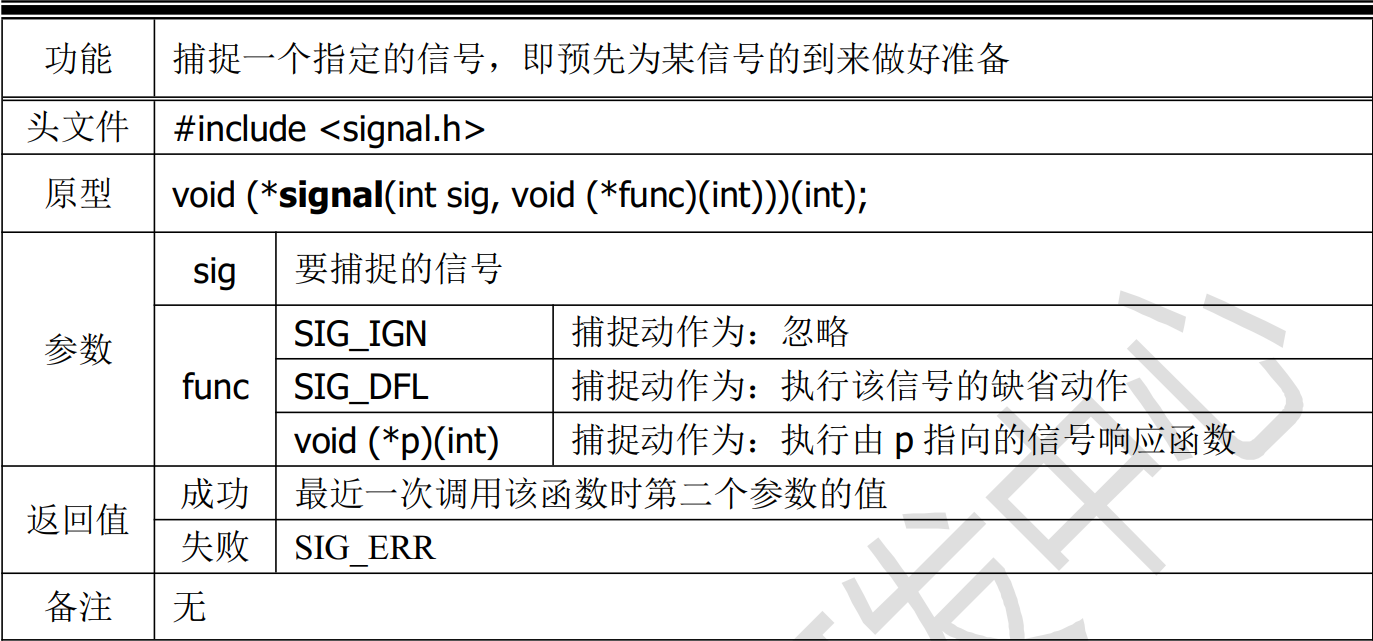 功能 捕捉一个指定的信号，即预先为某信号的到来做好准备
头文件 #include <signal.h>
原型 void (*signal(int sig, void (*func)(int)))(int);
参数 sig 要捕捉的信号
func SIG_IGN 捕捉动作为：忽略
SIG_DFL 捕捉动作为：执行该信号的缺省动作
void (*p)(int) 捕捉动作为：执行由 p 指向的信号响应函数
返回值 成功 最近一次调用该函数时第二个参数的值
失败 SIG_ERR
备注 无
发中心